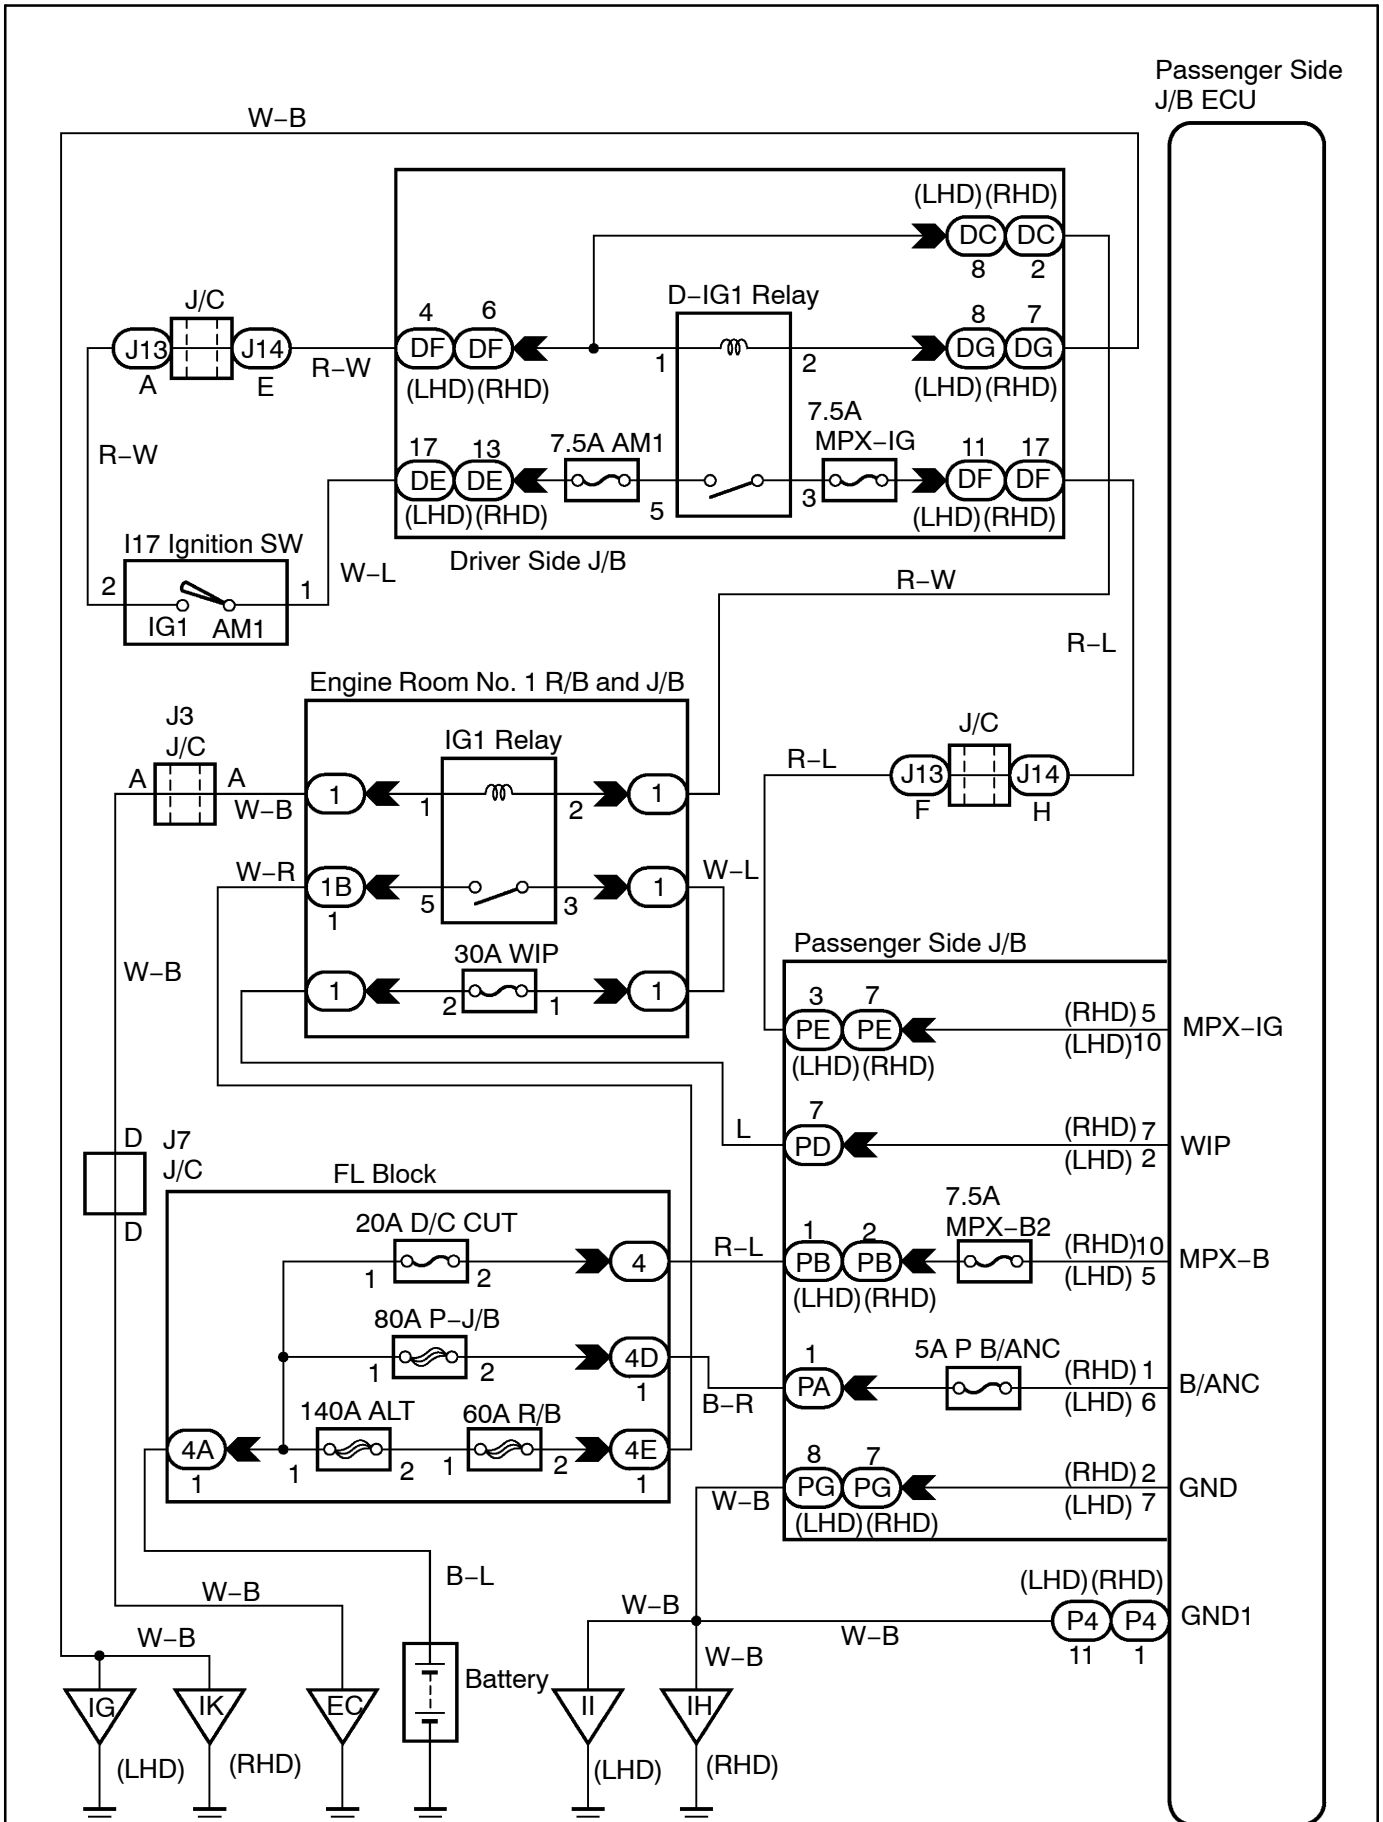 Passenger Side
J/B ECU
W–B
(LHD) (RHD)
DC DC
8 2
J/C
J13 J14
A E
R–W
4 6
DF DF
(LHD) (RHD)
D–IG1 Relay
1 2
8 7
DG DG
(LHD) (RHD)
R–W
17 13
DE DE
(LHD) (RHD)
7.5A AM1
5 3
7.5A
MPX–IG
11 17
DF DF
(LHD) (RHD)
Driver Side J/B
I17 Ignition SW
2 1
IG1 AM1
W–L
R–W
R–L
Engine Room No. 1 R/B and J/B
J3
J/C
A A
W–B
IG1 Relay
1 1 2 1
J/C
R–L
J13 J14
F H
W–R
1B
1
5 3
1
W–L
W–B
30A WIP
1 2 1 1
Passenger Side J/B
3 7
PE PE
(LHD) (RHD)
(RHD) 5
(LHD) 10
MPX–IG
L
7
PD
(RHD) 7
(LHD) 2
WIP
D
J7
J/C
D
FL Block
20A D/C CUT
1 2
4
R–L
1 2
PB PB
(LHD) (RHD)
7.5A
MPX–B2
(RHD) 10
(LHD) 5
MPX–B
80A P–J/B
1 2
4D
1
B–R
1
PA
5A P B/ANC
(RHD) 1
(LHD) 6
B/ANC
140A ALT
60A R/B
4A
1
1 2
1 2
4E
1
W–B
8 7
PG PG
(LHD) (RHD)
(RHD) 2
(LHD) 7
GND
B–L
W–B
W–B
W–B
W–B
W–B
(LHD) (RHD)
P4 P4
11 1
GND1
Battery
IG IK EC II IH
(LHD) (RHD) (LHD) (RHD)